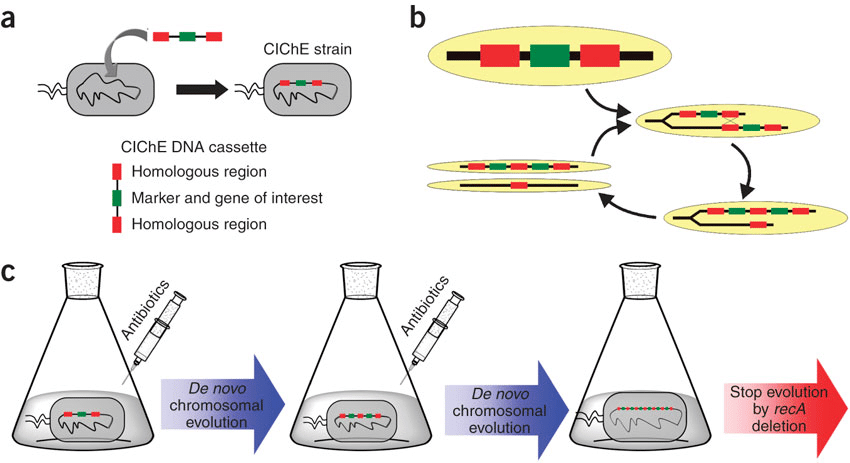 a
CIChE strain
CIChE DNA cassette
Homologous region
Marker and gene of interest
Homologous region
b
c
Antibiotics
De novo
chromosomal
evolution
Antibiotics
De novo
chromosomal
evolution
Stop evolution
by recA
deletion